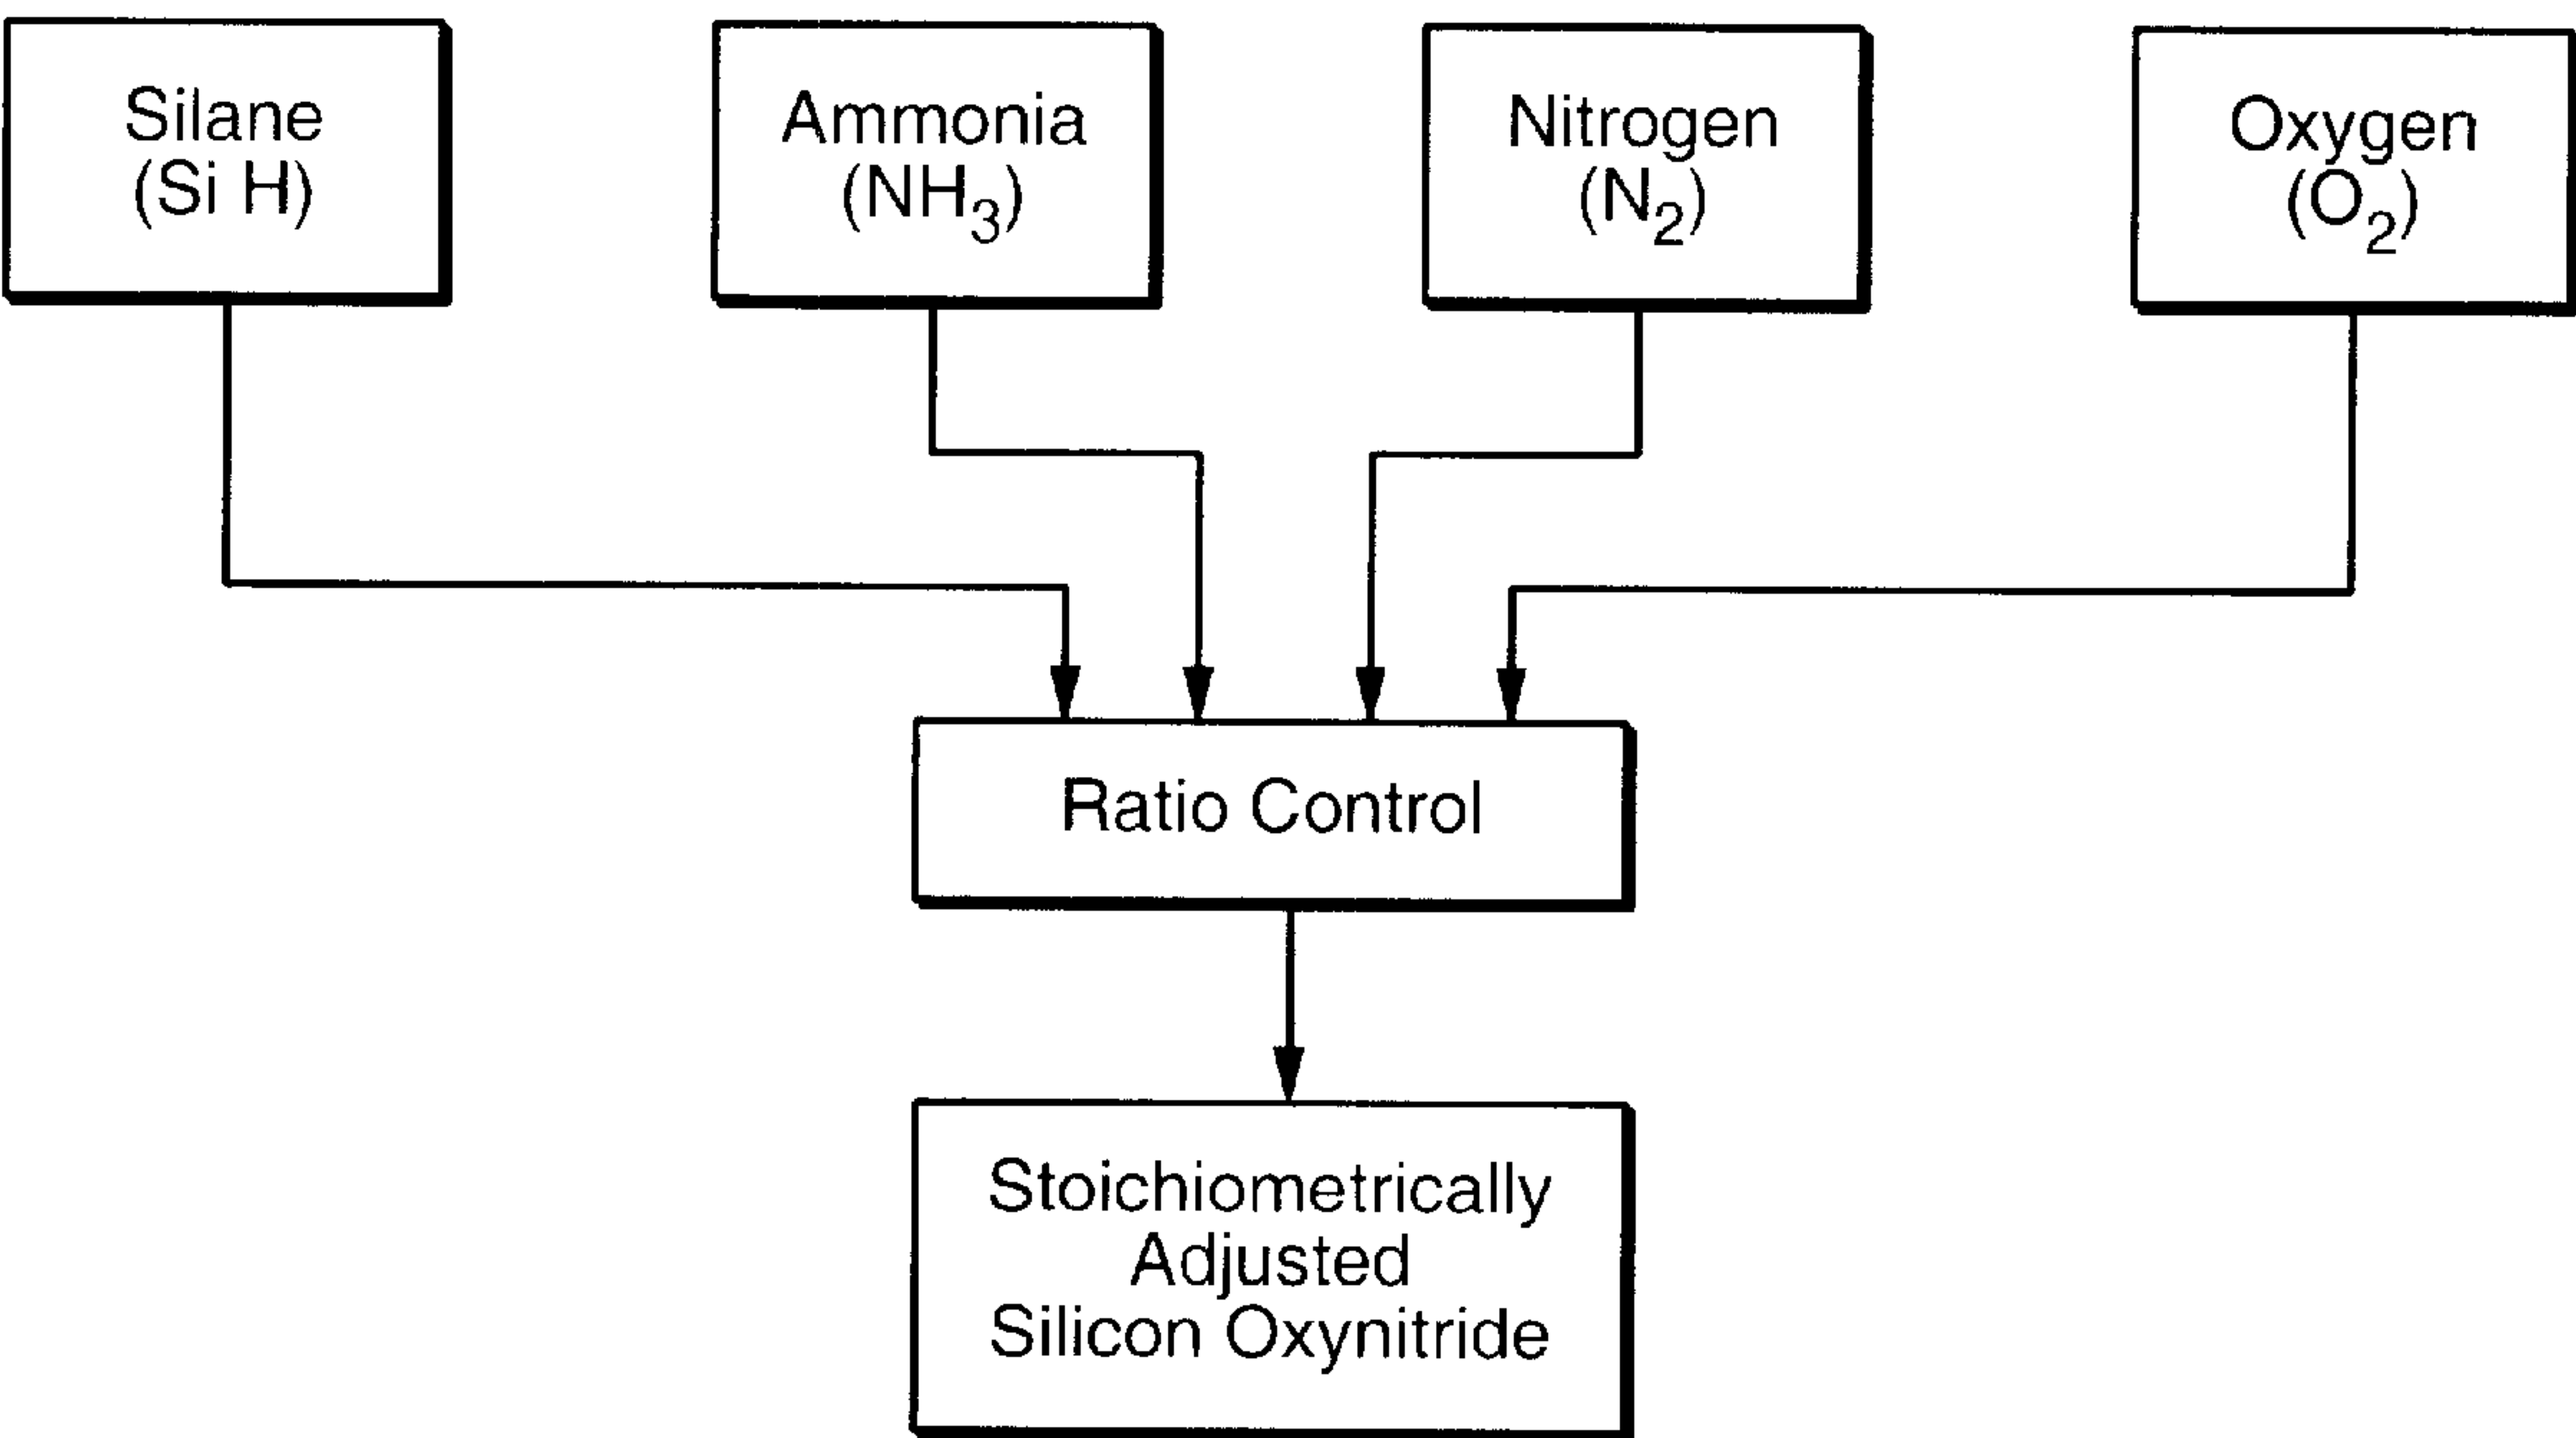 Silane
(Si H)
Ammonia
(NH₃)
Nitrogen
(N₂)
Oxygen
(O₂)
Ratio Control
Stoichiometrically
Adjusted
Silicon Oxynitride